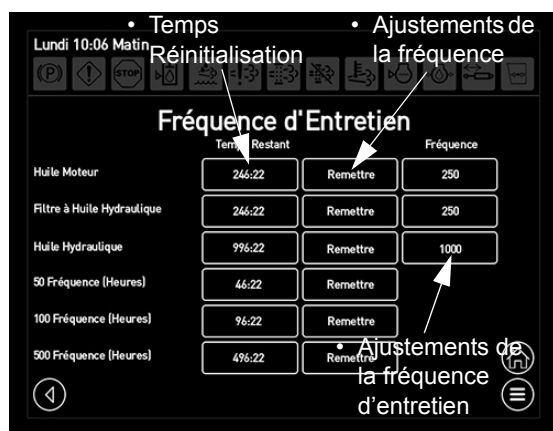 • Temps
Réinitialisation
• Ajustements de
la fréquence
Lundi 10:06 Matin
(P) STOP
Fréquence d'Entretien
Temps Restant Fréquence
Huile Moteur 246:22 Remettre 250
Filtre à Huile Hydraulique 246:22 Remettre 250
Huile Hydraulique 996:22 Remettre 1000
50 Fréquence (Heures) 46:22 Remettre
100 Fréquence (Heures) 96:22 Remettre
500 Fréquence (Heures) 496:22 Remettre
• Ajustements de
la fréquence
d’entretien